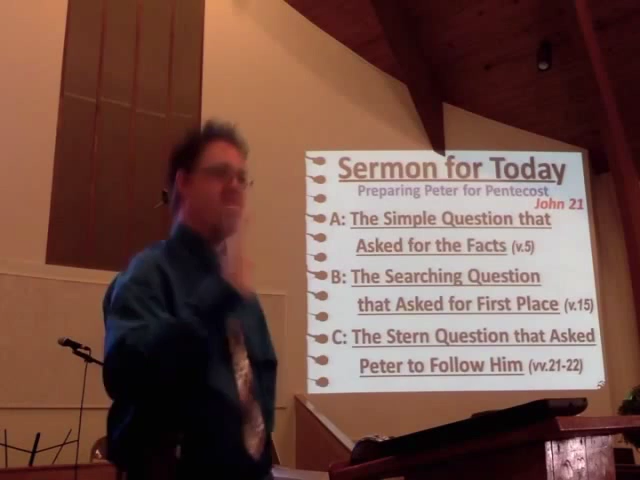 Sermon for Today
Preparing Peter for Pentecost
John 21
A: The Simple Question that
Asked for the Facts (v.5)
B: The Searching Question
that Asked for First Place (v.15)
C: The Stern Question that Asked
Peter to Follow Him (vv.21-22)